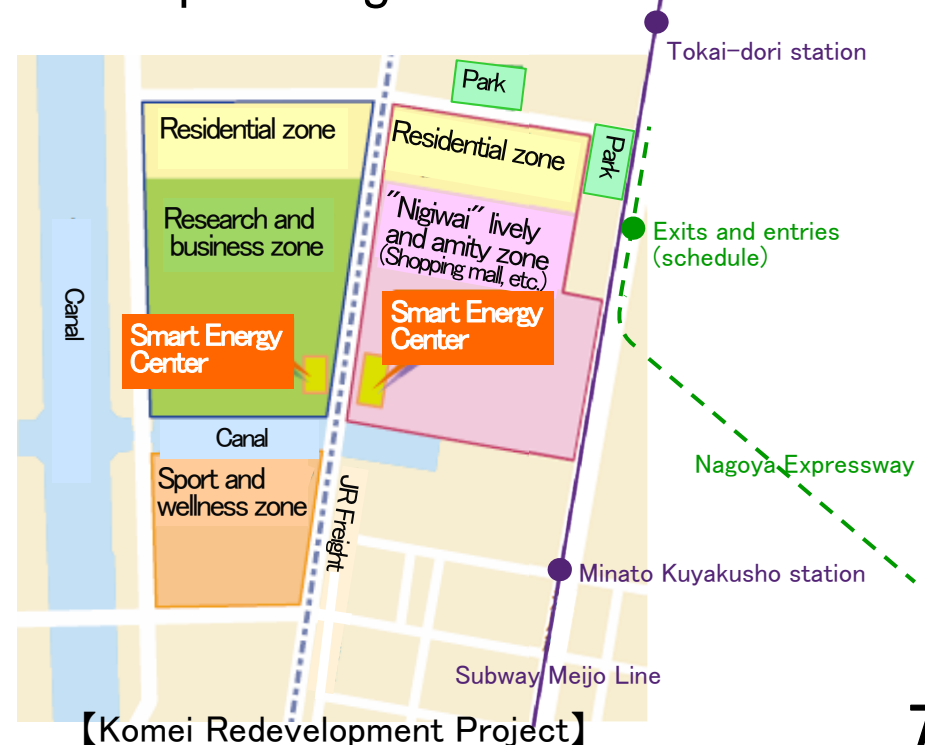 Tokai-dori station
Park
Residential zone
Residential zone
Park
Research and
business zone
"Nigiwai" lively
and amity zone
(Shopping mall, etc.)
Exits and entries
(schedule)
Canal
Smart Energy
Center
Smart Energy
Center
Canal
Nagoya Expressway
Sport and
wellness zone
JR Freight
Minato Kuyakusho station
Subway Meijo Line
【Komei Redevelopment Project】
7